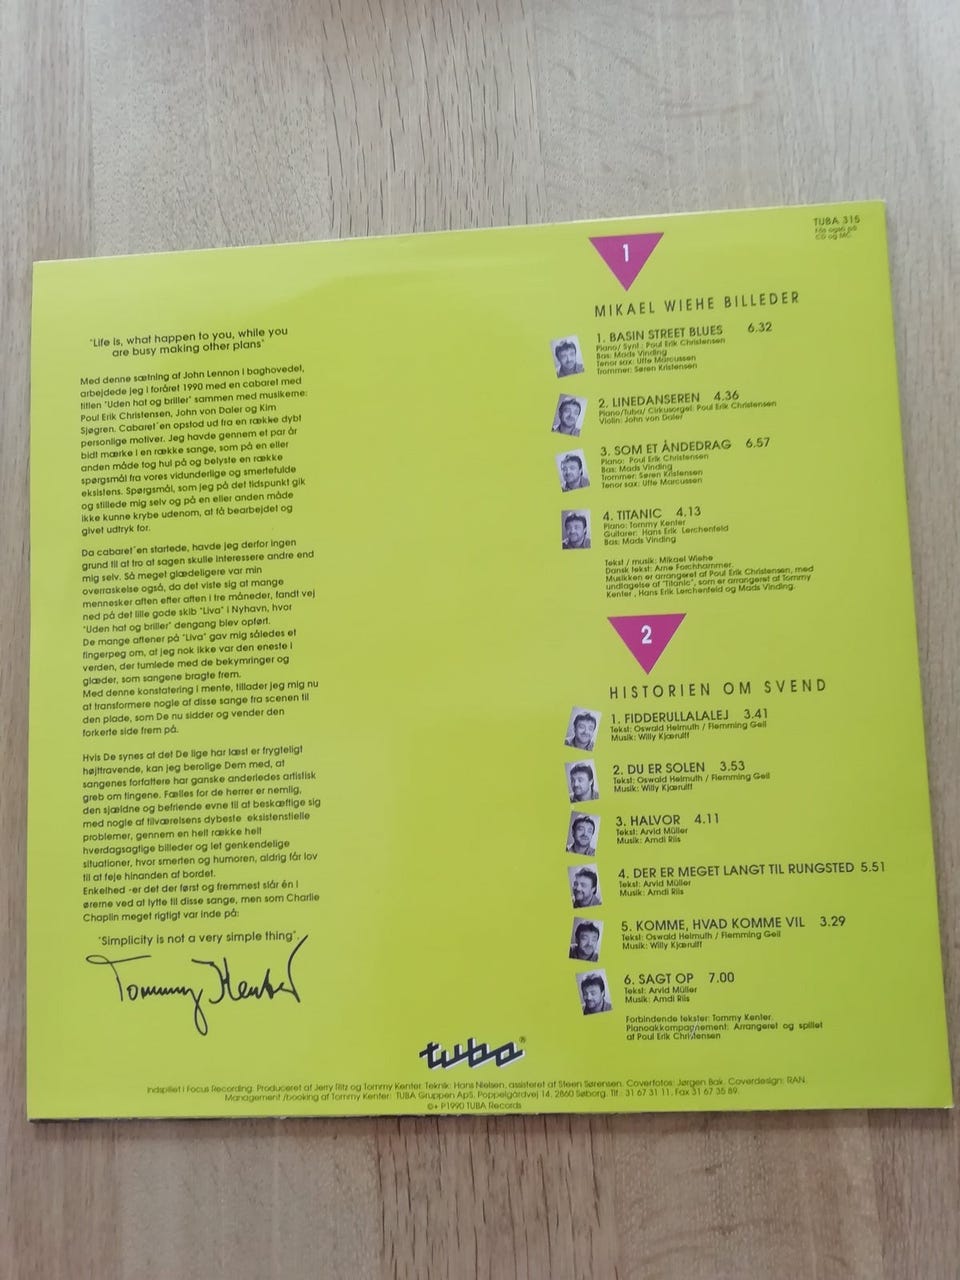 "Life is, what happen to you, while you
are busy making other plans"
Med denne sætning af John Lennon i baghovedet,
arbejdede jeg i foråret 1990 med en cabaret med
titlen "Uden hat og briller" sammen med musikerne:
Poul Erik Christensen, John von Daler og Kim
Sjøgren. Cabaret´en opstod ud fra en række dybt
personlige motiver. Jeg havde gennem et par år
bidt mærke i en række sange, som på en eller
anden måde tog hul på og belyste en række
spørgsmål fra vores vidunderlige og smertefulde
eksistens. Spørgsmål, som jeg på det tidspunkt gik
og stillede mig selv og på en eller anden måde
ikke kunne krybe udenom, at få bearbejdet og
givet udtryk for.
Da cabaret´en startede, havde jeg derfor ingen
grund til at tro at sagen skulle interessere andre end
mig selv. Så meget glædeligere var min
overraskelse også, da det viste sig at mange
mennesker aften efter aften i tre måneder, fandt vej
ned på det lille gode skib "Liva" i Nyhavn, hvor
"Uden hat og briller" dengang blev opført.
De mange aftener på "Liva" gav mig således et
fingerpeg om, at jeg nok ikke var den eneste i
verden, der tumlede med de bekymringer og
glæder, som sangene bragte frem.
Med denne konstatering i mente, tillader jeg mig nu
at transformere nogle af disse sange fra scenen til
den plade, som De nu sidder og vender den
forkerte side frem på.
Hvis De synes at det De lige har læst er frygteligt
højttravende, kan jeg berolige Dem med, at
sangenes forfattere har ganske anderledes artistisk
greb om tingene. Fælles for de herrer er nemlig,
den sjældne og befriende evne til at beskæftige sig
med nogle af tilværelsens dybeste eksistenstielle
problemer, gennem en helt række helt
hverdagsagtige billeder og let genkendelige
situationer, hvor smerten og humoren, aldrig får lov
til at feje hinanden af bordet.
Enkelhed -er det der først og fremmest slår én i
ørerne ved at lytte til disse sange, men som Charlie
Chaplin meget rigtigt var inde på:
"Simplicity is not a very simple thing".
Tommy Kenter
TUBA 315
Fås også på
CD og MC
1
MIKAEL WIEHE BILLEDER
1. BASIN STREET BLUES 6.32
Piano/ Synt.: Poul Erik Christensen
Bas: Mads Vinding
Tenor sax: Uffe Marcussen
Trommer: Søren Kristensen
2. LINEDANSEREN 4.36
Piano/Tuba/ Cirkusorgel: Poul Erik Christensen
Violin: John von Daler
3. SOM ET ÅNDEDRAG 6.57
Piano: Poul Erik Christensen
Bas: Mads Vinding
Trommer: Søren Kristensen
Tenor sax: Uffe Marcussen
4. TITANIC 4.13
Piano: Tommy Kenter
Guitarer: Hans Erik Lerchenfeld
Bas: Mads Vinding
Tekst / musik: Mikael Wiehe
Dansk tekst: Arne Forchhammer.
Musikken er arrangeret af Poul Erik Christensen, med
undtagelse af "Titanic", som er arrangeret af Tommy
Kenter , Hans Erik Lerchenfeld og Mads Vinding.
2
HISTORIEN OM SVEND
1. FIDDERULLALALEJ 3.41
Tekst: Oswald Helmuth / Flemming Geil
Musik: Willy Kjærulff
2. DU ER SOLEN 3.53
Tekst: Oswald Helmuth / Flemming Geil
Musik: Willy Kjærulff
3. HALVOR 4.11
Tekst: Arvid Müller
Musik: Amdi Riis
4. DER ER MEGET LANGT TIL RUNGSTED 5.51
Tekst: Arvid Müller
Musik: Amdi Riis
5. KOMME, HVAD KOMME VIL 3.29
Tekst: Oswald Helmuth / Flemming Geil
Musik: Willy Kjærulff
6. SAGT OP 7.00
Tekst: Arvid Müller
Musik: Amdi Riis
Forbindende tekster: Tommy Kenter.
Pianoakkompagnement: Arrangeret og spillet
af Poul Erik Christensen
tuba®
Indspillet i Focus Recording. Produceret af Jerry Ritz og Tommy Kenter. Teknik: Hans Nielsen, assisteret af Steen Sørensen. Coverfotos: Jørgen Bak. Coverdesign: RAN.
Management /booking af Tommy Kenter: TUBA Gruppen ApS, Poppelgårdvej 14, 2860 Søborg. Tlf.: 31 67 31 11, Fax 31 67 35 89.
©+ P1990 TUBA Records